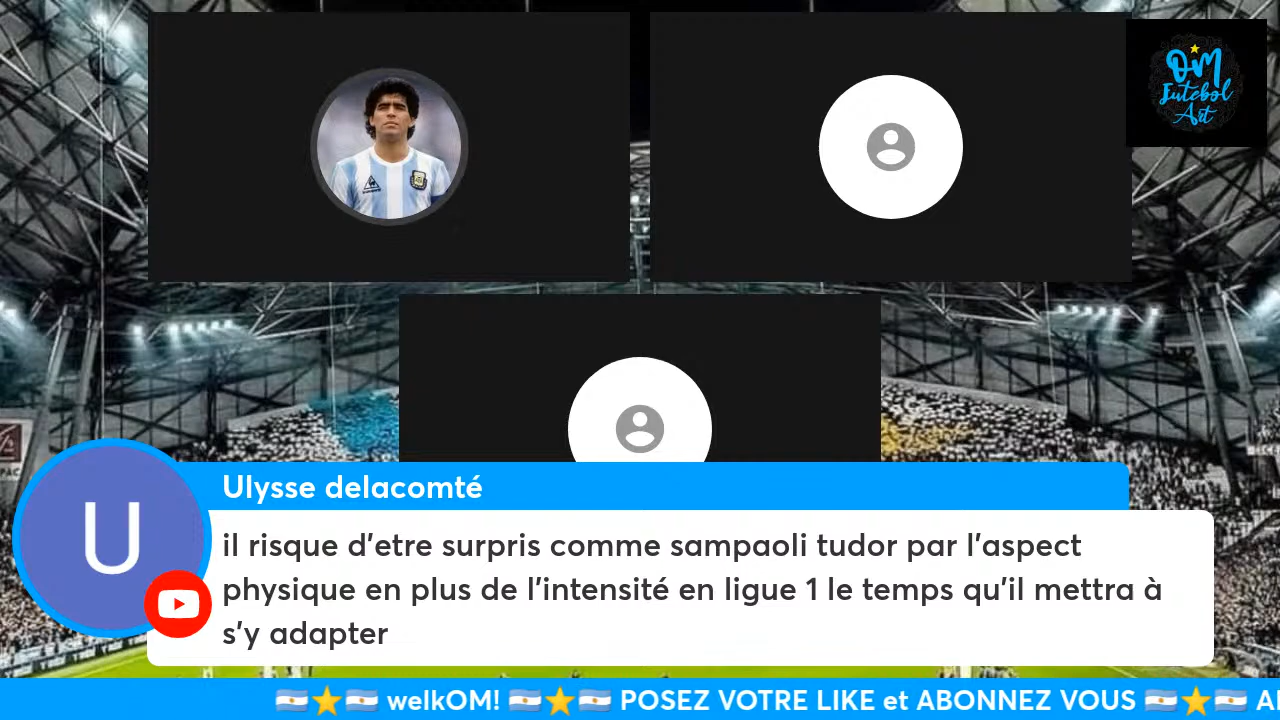 OM
Futebol
Art
Ulysse delacomté
U
il risque d'etre surpris comme sampaoli tudor par l'aspect
physique en plus de l'intensité en ligue 1 le temps qu'il mettra à
s'y adapter
welkOM! POSEZ VOTRE LIKE et ABONNEZ VOUS